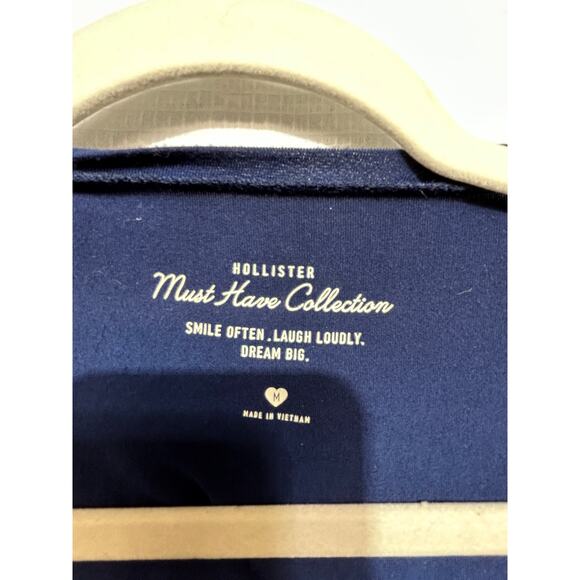 HOLLISTER
Must Have Collection
SMILE OFTEN. LAUGH LOUDLY.
DREAM BIG.
M
MADE IN VIETNAM